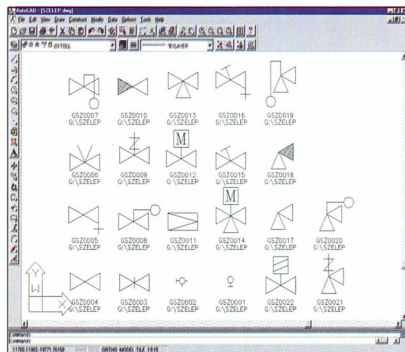 AutoCAD - [SZELEP.dwg]
File Edit View Draw Construct Modify Data Options Tools Help
BYLAYER
GSZ0007 GSZ0010 GSZ0013 GSZ0016 GSZ0019
G:\SZELEP G:\SZELEP G:\SZELEP G:\SZELEP G:\SZELEP
M
GSZ0006 GSZ0009 GSZ0012 GSZ0015 GSZ0018
G:\SZELEP G:\SZELEP G:\SZELEP G:\SZELEP G:\SZELEP
M
GSZ0005 GSZ0008 GSZ0011 GSZ0014 GSZ0017 GSZ0020
G:\SZELEP G:\SZELEP G:\SZELEP G:\SZELEP G:\SZELEP G:\SZELEP
Y
W
X
GSZ0004 GSZ0003 GSZ0002 GSZ0001 GSZ0022 GSZ0021
G:\SZELEP G:\SZELEP G:\SZELEP G:\SZELEP G:\SZELEP G:\SZELEP
Command:
Command:
ORTHO MODEL TILE